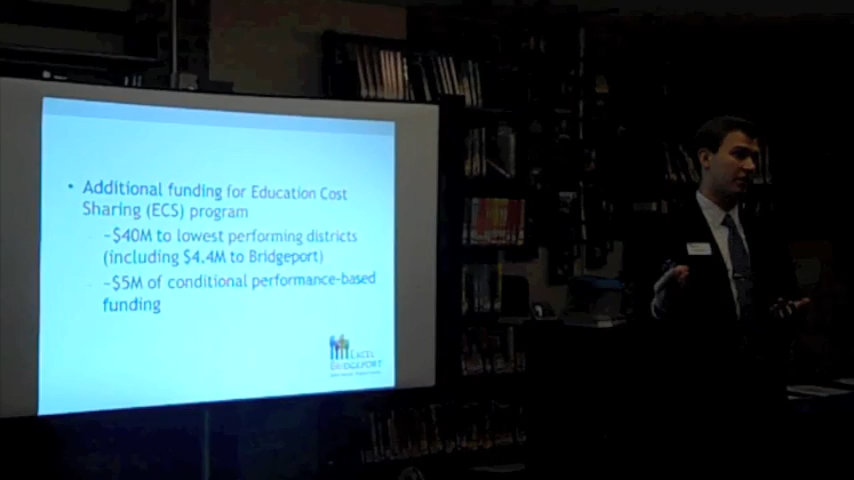 • Additional funding for Education Cost
Sharing (ECS) program
~$40M to lowest performing districts
(including $4.4M to Bridgeport)
~$5M of conditional performance-based
funding
EXCEL
BRIDGEPORT